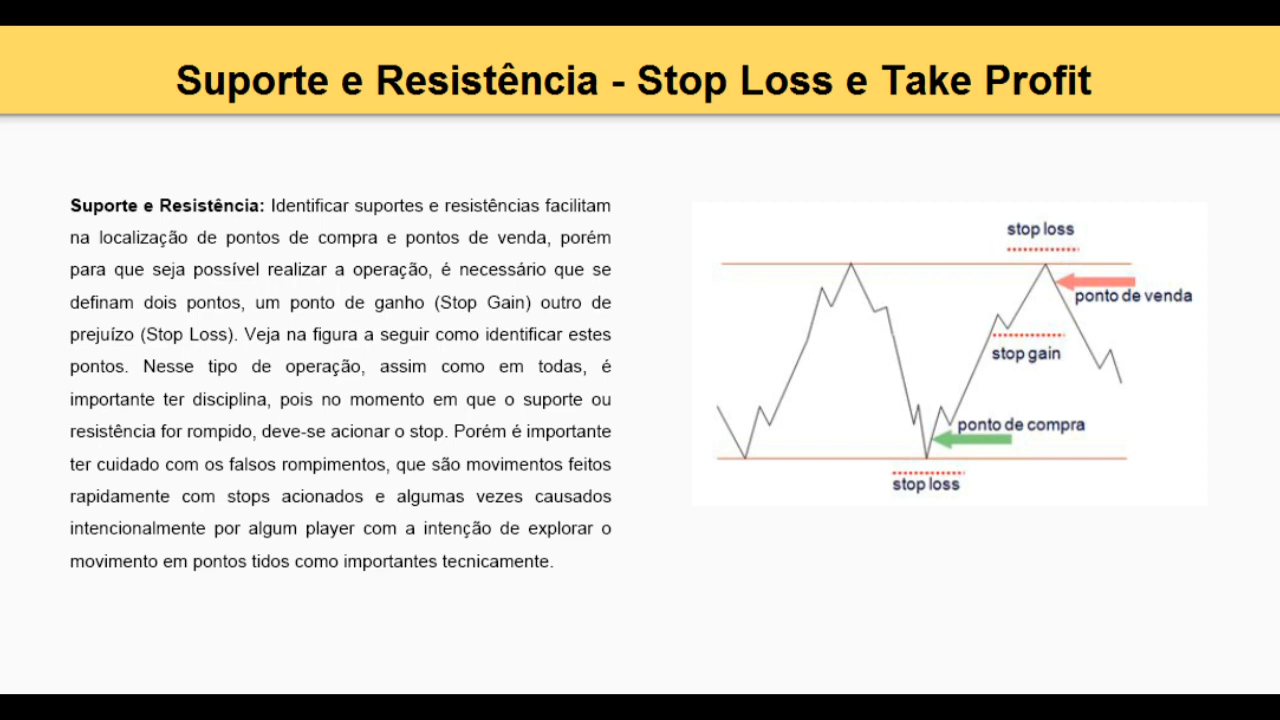 Suporte e Resistência - Stop Loss e Take Profit
Suporte e Resistência: Identificar suportes e resistências facilitam
na localização de pontos de compra e pontos de venda, porém
para que seja possível realizar a operação, é necessário que se
definam dois pontos, um ponto de ganho (Stop Gain) outro de
prejuízo (Stop Loss). Veja na figura a seguir como identificar estes
pontos. Nesse tipo de operação, assim como em todas, é
importante ter disciplina, pois no momento em que o suporte ou
resistência for rompido, deve-se acionar o stop. Porém é importante
ter cuidado com os falsos rompimentos, que são movimentos feitos
rapidamente com stops acionados e algumas vezes causados
intencionalmente por algum player com a intenção de explorar o
movimento em pontos tidos como importantes tecnicamente.
stop loss
ponto de venda
stop gain
ponto de compra
stop loss